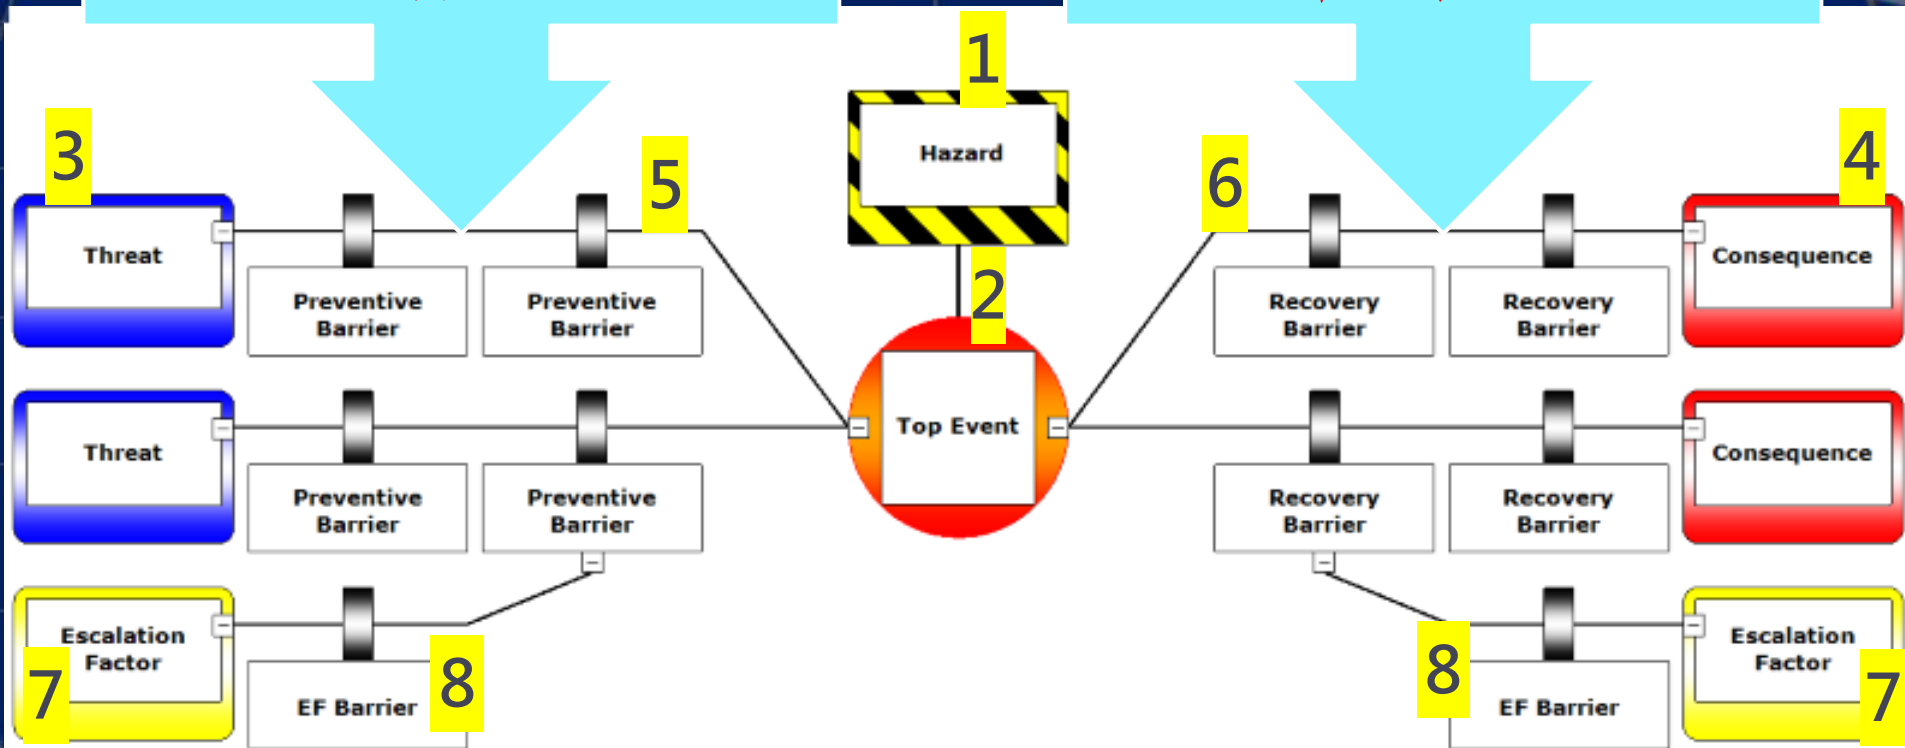 1
Hazard
2
3
Threat
Preventive
Barrier
Preventive
Barrier
5
6
Recovery
Barrier
Recovery
Barrier
4
Consequence
Top Event
Threat
Preventive
Barrier
Preventive
Barrier
Recovery
Barrier
Recovery
Barrier
Consequence
Escalation
Factor
7
EF Barrier
8
8
EF Barrier
Escalation
Factor
7